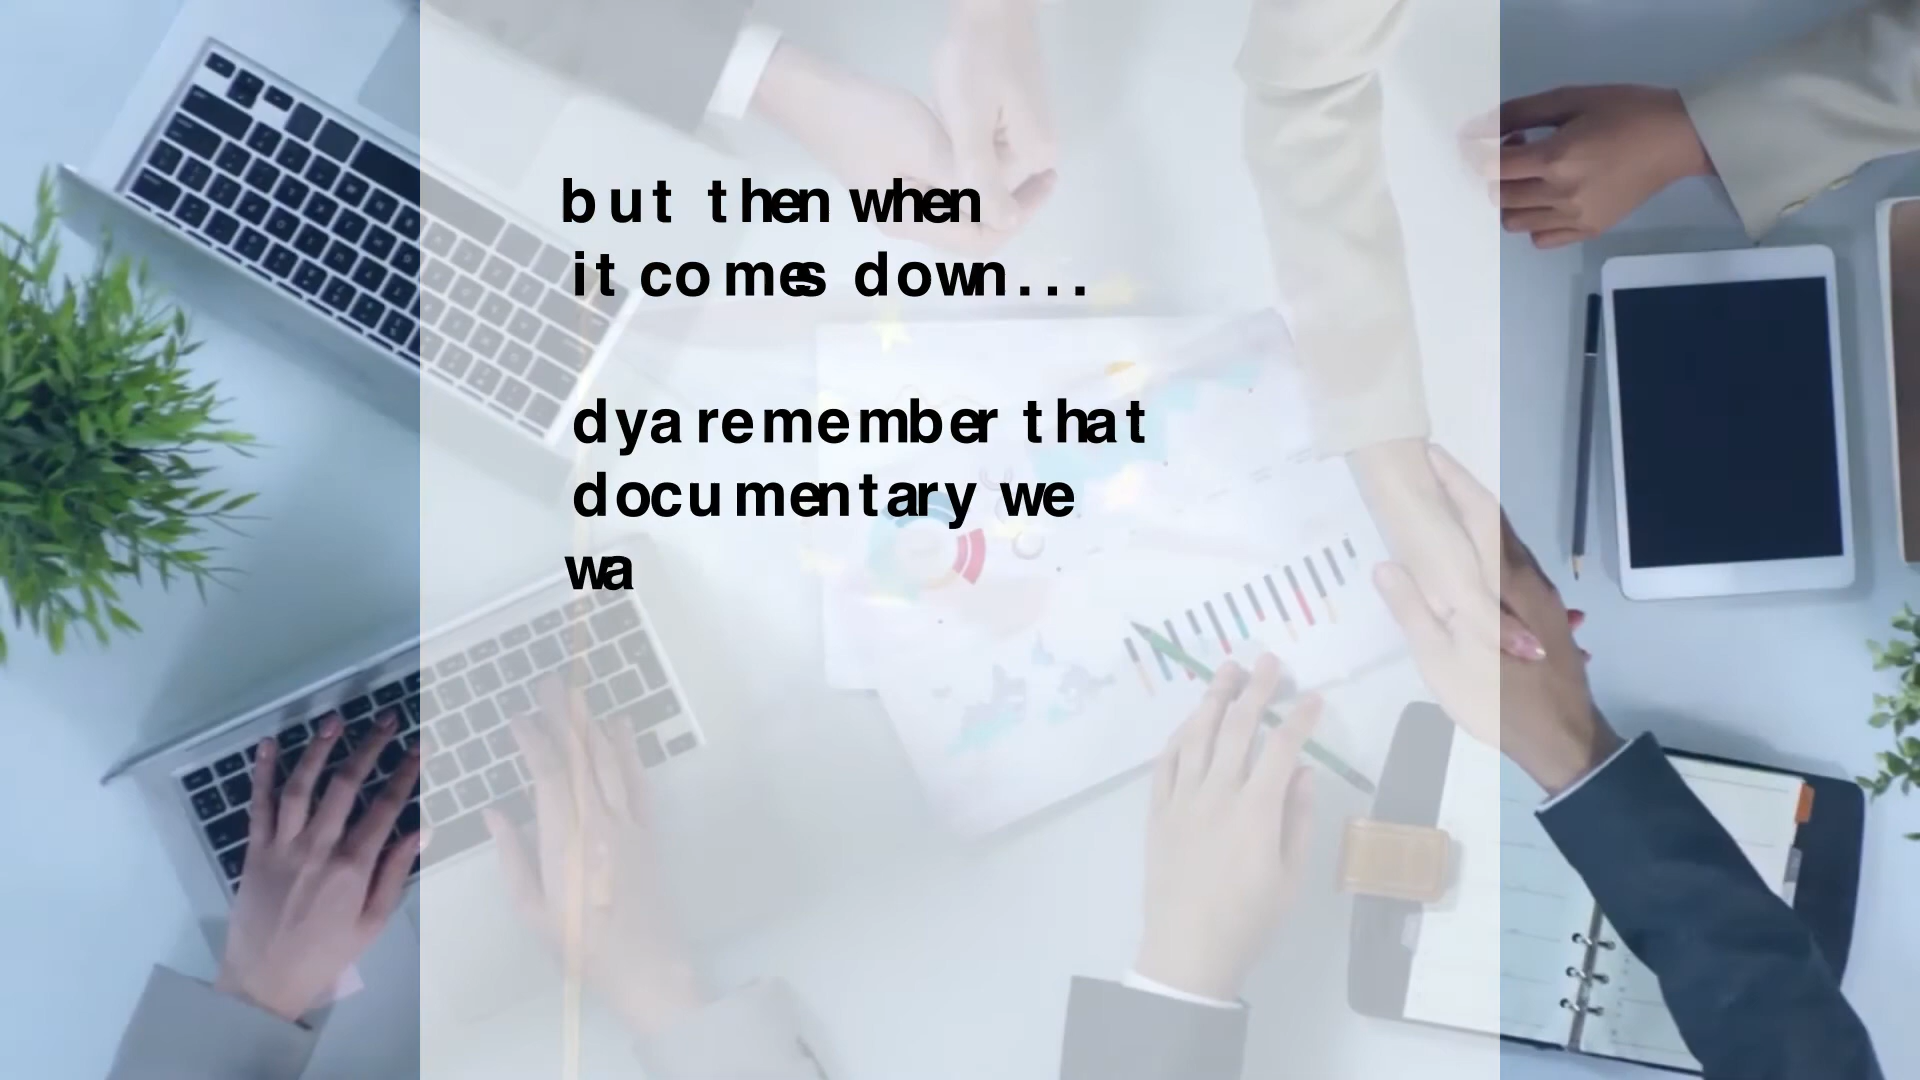 but then when
it comes down...
dya remember that
documentary we
wa